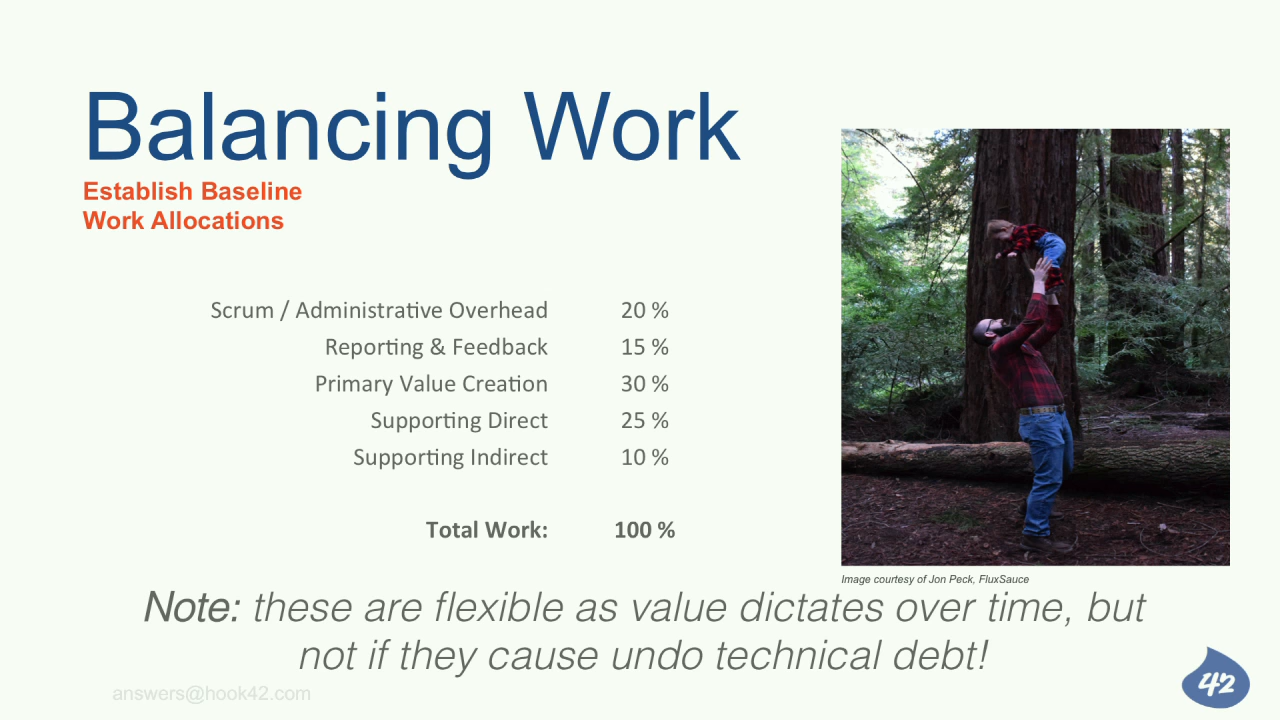 Balancing Work
Establish Baseline
Work Allocations
Scrum / Administrative Overhead 20 %
Reporting & Feedback 15 %
Primary Value Creation 30 %
Supporting Direct 25 %
Supporting Indirect 10 %
Total Work: 100 %
Image courtesy of Jon Peck, FluxSauce
Note: these are flexible as value dictates over time, but
not if they cause undo technical debt!
answers@hook42.com
42